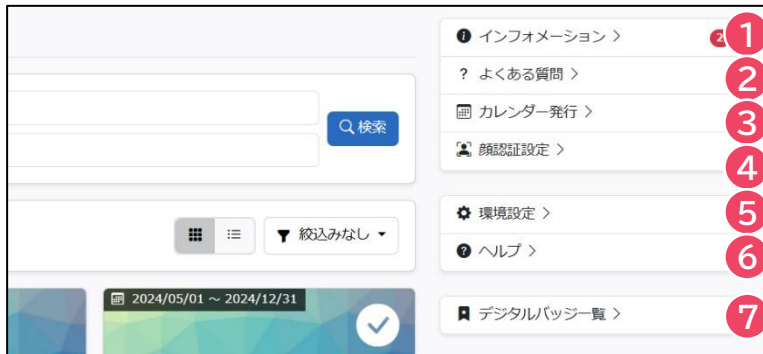 インフォメーション >
2
1
? よくある質問 >
2
カレンダー発行 >
3
検索
顔認証設定 >
4
環境設定 >
5
絞込みなし
ヘルプ >
6
2024/05/01 ～ 2024/12/31
デジタルバッジ一覧 >
7